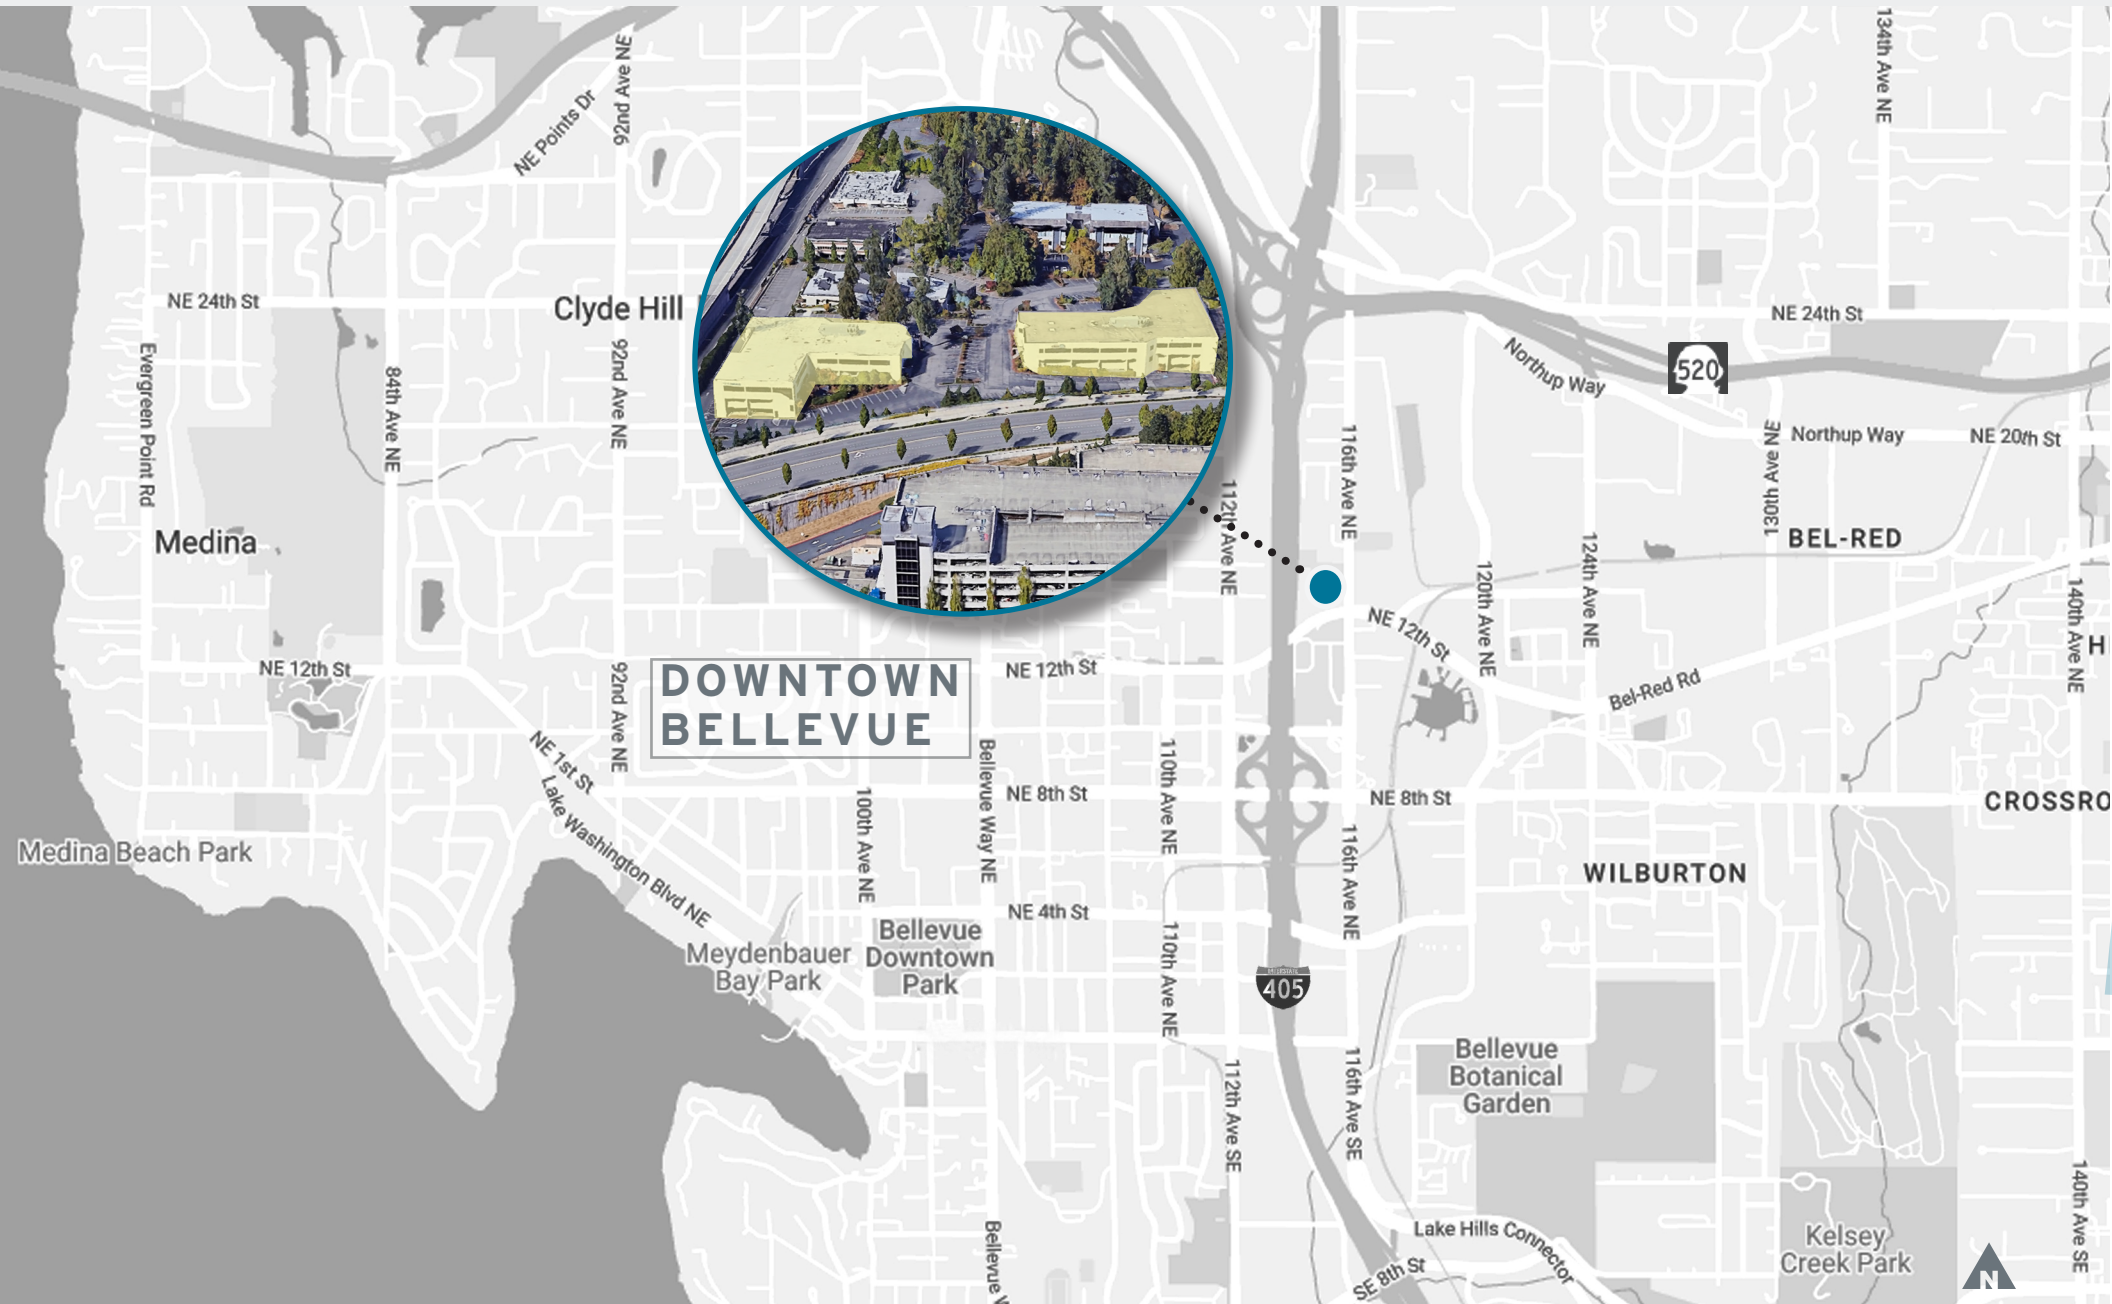 134th Ave NE
92nd Ave NE
NE Points Dr
NE 24th St
Clyde Hill
NE 24th St
Evergreen Point Rd
84th Ave NE
92nd Ave NE
Northup Way
520
116th Ave NE
130th Ave NE
Northup Way
NE 20th St
112th Ave NE
Medina
BEL-RED
124th Ave NE
120th Ave NE
140th Ave NE
NE 12th St
H
NE 12th St
92nd Ave NE
DOWNTOWN
BELLEVUE
NE 12th St
Bel-Red Rd
NE 1st St
Bellevue Way NE
110th Ave NE
Lake Washington Blvd NE
100th Ave NE
NE 8th St
NE 8th St
CROSSRO
116th Ave NE
Medina Beach Park
WILBURTON
NE 4th St
Meydenbauer
Bay Park
Bellevue
Downtown
Park
110th Ave NE
INTERSTATE
405
Bellevue
Botanical
Garden
116th Ave SE
112th Ave SE
140th Ave SE
Bellevue W
Lake Hills Connector
SE 8th St
Kelsey
Creek Park
N